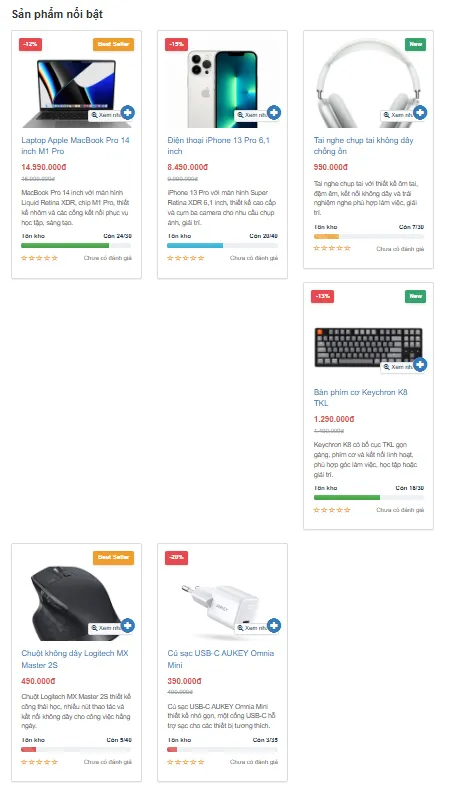 Sản phẩm nổi bật
-12%
Best Seller
Xem nha
Laptop Apple MacBook Pro 14
inch M1 Pro
14.990.000đ
MacBook Pro 14 inch với màn hình
Liquid Retina XDR, chip M1 Pro, thiết
kế nhôm và các cổng kết nối phục vụ
học tập, sáng tạo.
Tồn kho
Còn 24/30
☆☆☆☆☆
Chưa có đánh giá
-15%
Xem nha
Điện thoại iPhone 13 Pro 6,1
inch
8.490.000đ
iPhone 13 Pro với màn hình Super
Retina XDR 6,1 inch, thiết kế cao cấp
và cụm ba camera cho nhu cầu chụp
ảnh, giải trí.
Tồn kho
Còn 20/40
☆☆☆☆☆
Chưa có đánh giá
New
Xem nha
Tai nghe chụp tai không dây
chống ồn
990.000đ
Tai nghe chụp tai với thiết kế ôm tai,
đệm êm, kết nối không dây và trải
nghiệm nghe phù hợp làm việc, giải
trí.
Tồn kho
Còn 7/30
☆☆☆☆☆
Chưa có đánh giá
-13%
New
Xem nha
Bàn phím cơ Keychron K8
TKL
1.290.000đ
1.490.000đ
Keychron K8 có bố cục TKL gọn
gàng, phím cơ và kết nối linh hoạt,
phù hợp góc làm việc, học tập hoặc
giải trí.
Tồn kho
Còn 18/30
☆☆☆☆☆
Chưa có đánh giá
Best Seller
Xem nha
Chuột không dây Logitech MX
Master 2S
490.000đ
Chuột Logitech MX Master 2S thiết kế
công thái học, nhiều nút thao tác và
kết nối không dây cho công việc hằng
ngày.
Tồn kho
Còn 5/40
☆☆☆☆☆
Chưa có đánh giá
-20%
AUKEY
Xem nha
Củ sạc USB-C AUKEY Omnia
Mini
390.000đ
490.000đ
Củ sạc USB-C AUKEY Omnia Mini
thiết kế nhỏ gọn, một cổng USB-C hỗ
trợ sạc cho các thiết bị tương thích.
Tồn kho
Còn 3/35
☆☆☆☆☆
Chưa có đánh giá